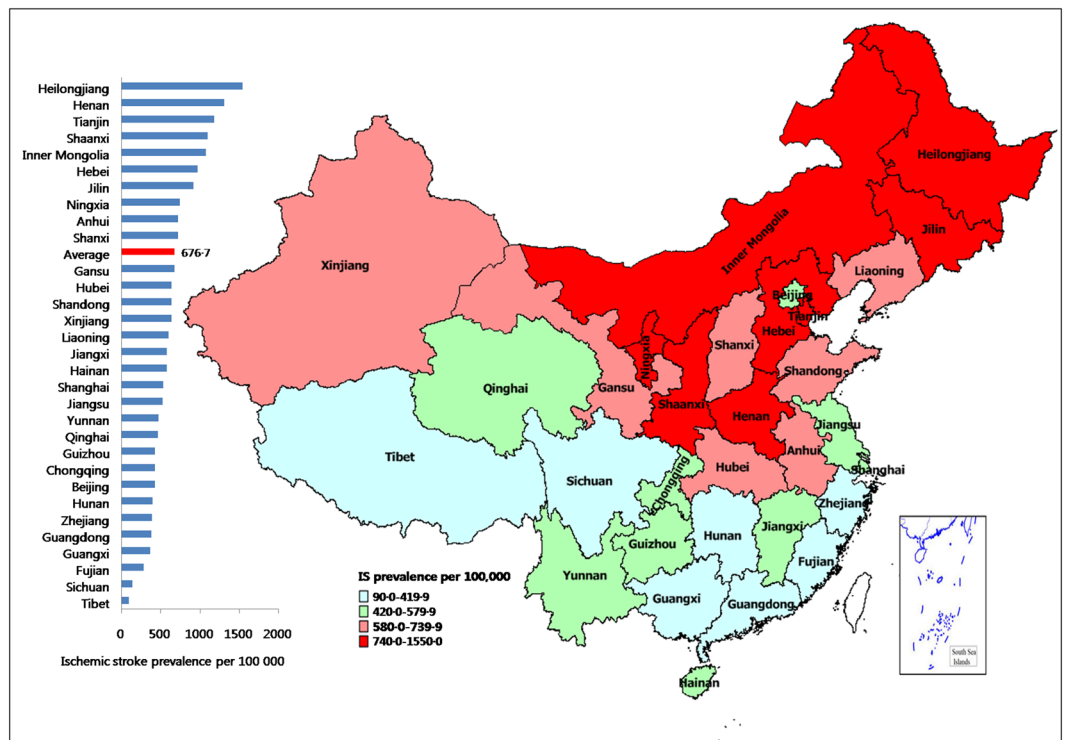 Heilongjiang
Henan
Tianjin
Shaanxi
Inner Mongolia
Hebei
Jilin
Ningxia
Anhui
Shanxi
Average 676·7
Gansu
Hubei
Shandong
Xinjiang
Liaoning
Jiangxi
Hainan
Shanghai
Jiangsu
Yunnan
Qinghai
Guizhou
Chongqing
Beijing
Hunan
Zhejiang
Guangdong
Guangxi
Fujian
Sichuan
Tibet
0 500 1000 1500 2000
Ischemic stroke prevalence per 100 000
Heilongjiang
Jilin
Inner Mongolia
Liaoning
Xinjiang
Beijing
Tianjin
Hebei
Shanxi
Ningxia
Shandong
Gansu
Qinghai
Shaanxi
Henan
Jiangsu
Anhui
Tibet
Hubei
Shanghai
Sichuan
Chongqing
Zhejiang
Jiangxi
Hunan
Guizhou
Fujian
Yunnan
Guangxi
Guangdong
Hainan
IS prevalence per 100,000
90·0-419·9
420·0-579·9
580·0-739·9
740·0-1550·0
South Sea
Islands